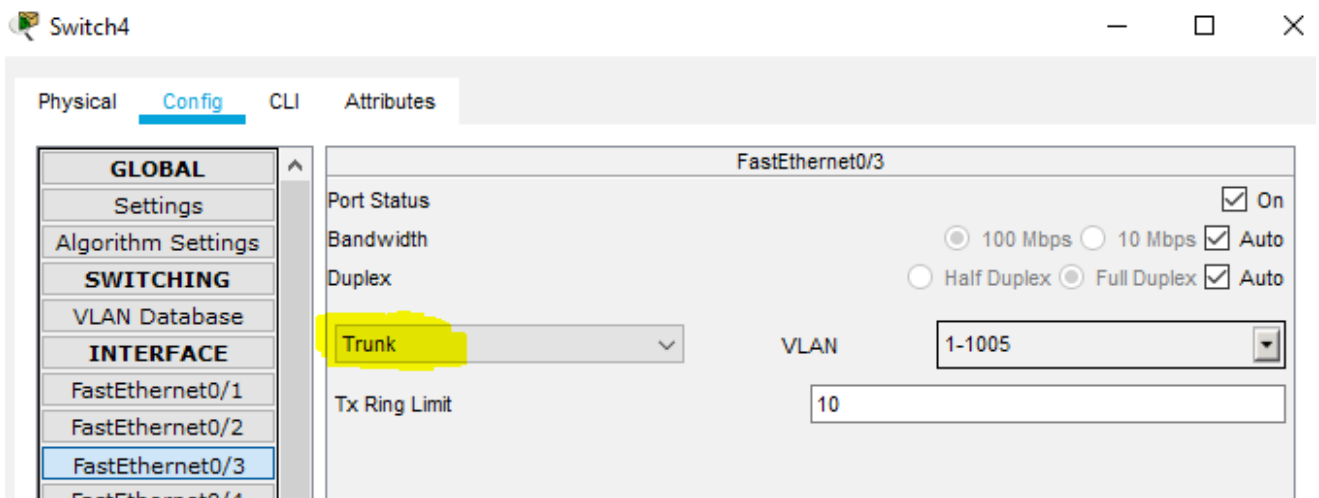 Switch4
Physical Config CLI Attributes
GLOBAL
Settings
Algorithm Settings
SWITCHING
VLAN Database
INTERFACE
FastEthernet0/1
FastEthernet0/2
FastEthernet0/3
FastEthernet0/3
Port Status On
Bandwidth 100 Mbps 10 Mbps Auto
Duplex Half Duplex Full Duplex Auto
Trunk VLAN 1-1005
Tx Ring Limit 10